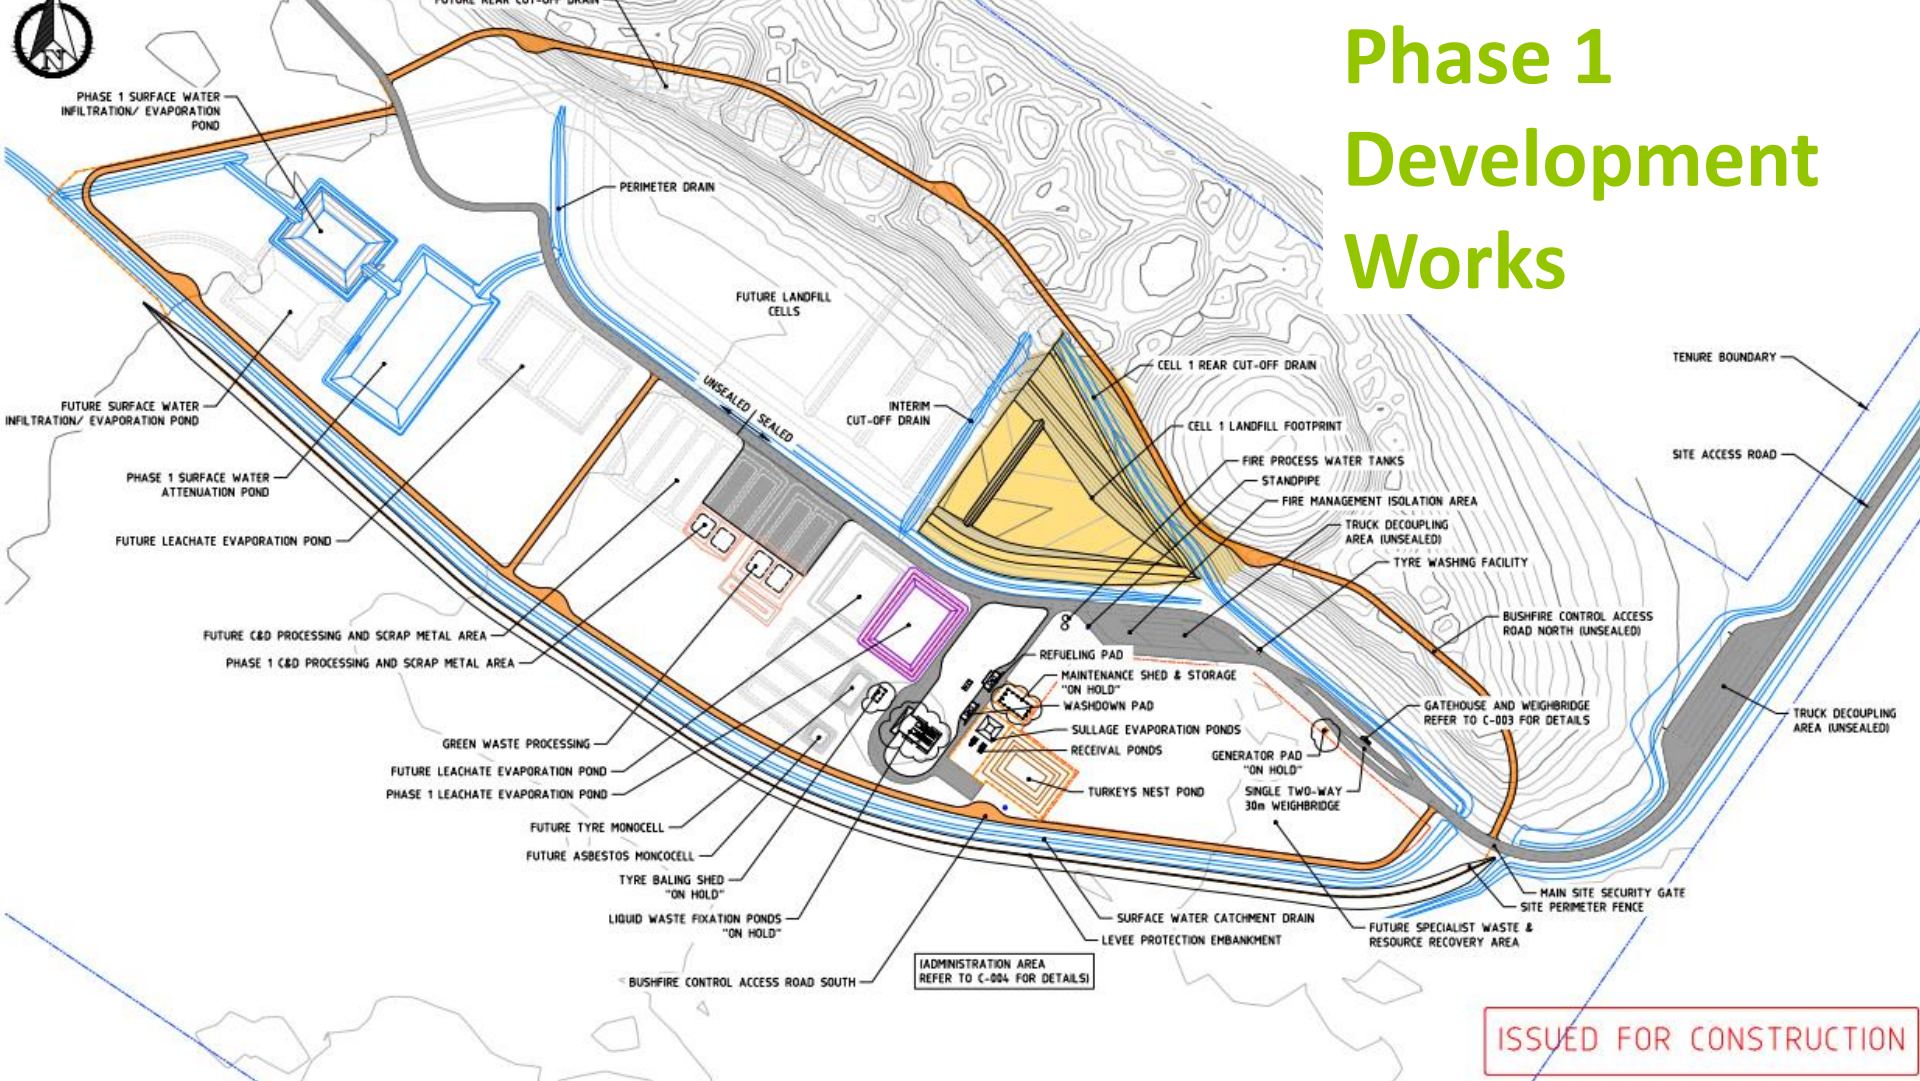 Phase 1
Development
Works
FUTURE REAR CUT-OFF DRAIN
N
PHASE 1 SURFACE WATER
INFILTRATION/ EVAPORATION
POND
PERIMETER DRAIN
FUTURE LANDFILL
CELLS
UNSEALED
SEALED
INTERIM
CUT-OFF DRAIN
CELL 1 REAR CUT-OFF DRAIN
CELL 1 LANDFILL FOOTPRINT
FIRE PROCESS WATER TANKS
STANDPIPE
FIRE MANAGEMENT ISOLATION AREA
TRUCK DECOUPLING
AREA (UNSEALED)
TYRE WASHING FACILITY
TENURE BOUNDARY
SITE ACCESS ROAD
BUSHFIRE CONTROL ACCESS
ROAD NORTH (UNSEALED)
TRUCK DECOUPLING
AREA (UNSEALED)
FUTURE SURFACE WATER
INFILTRATION/ EVAPORATION POND
PHASE 1 SURFACE WATER
ATTENUATION POND
FUTURE LEACHATE EVAPORATION POND
FUTURE C&D PROCESSING AND SCRAP METAL AREA
PHASE 1 C&D PROCESSING AND SCRAP METAL AREA
GREEN WASTE PROCESSING
FUTURE LEACHATE EVAPORATION POND
PHASE 1 LEACHATE EVAPORATION POND
FUTURE TYRE MONOCELL
FUTURE ASBESTOS MONCOCELL
TYRE BALING SHED
"ON HOLD"
LIQUID WASTE FIXATION PONDS
"ON HOLD"
BUSHFIRE CONTROL ACCESS ROAD SOUTH
REFUELING PAD
MAINTENANCE SHED & STORAGE
"ON HOLD"
WASHDOWN PAD
SULLAGE EVAPORATION PONDS
RECEIVAL PONDS
TURKEYS NEST POND
GATEHOUSE AND WEIGHBRIDGE
REFER TO C-003 FOR DETAILS
GENERATOR PAD
"ON HOLD"
SINGLE TWO-WAY
30m WEIGHBRIDGE
MAIN SITE SECURITY GATE
SITE PERIMETER FENCE
FUTURE SPECIALIST WASTE &
RESOURCE RECOVERY AREA
SURFACE WATER CATCHMENT DRAIN
LEVEE PROTECTION EMBANKMENT
(ADMINISTRATION AREA
REFER TO C-004 FOR DETAILS)
ISSUED FOR CONSTRUCTION